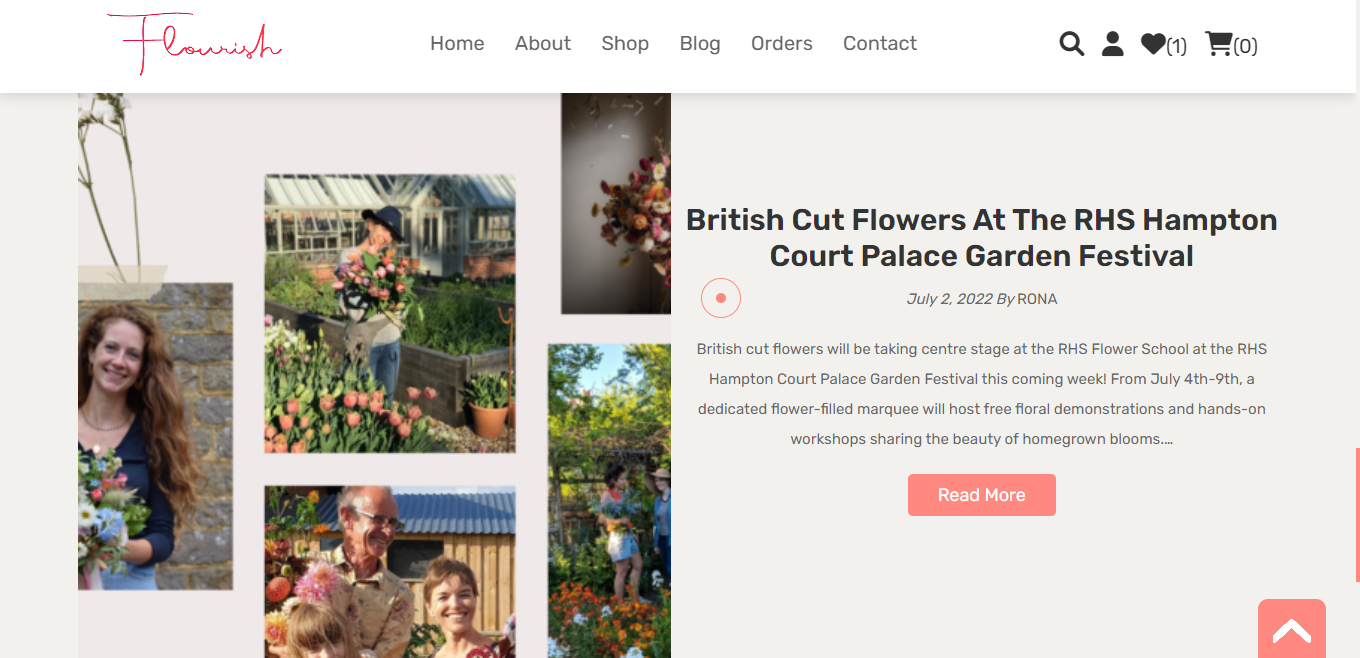 Flourish
Home About Shop Blog Orders Contact
(1) (0)
British Cut Flowers At The RHS Hampton
Court Palace Garden Festival
July 2, 2022 By RONA
British cut flowers will be taking centre stage at the RHS Flower School at the RHS
Hampton Court Palace Garden Festival this coming week! From July 4th-9th, a
dedicated flower-filled marquee will host free floral demonstrations and hands-on
workshops sharing the beauty of homegrown blooms....
Read More